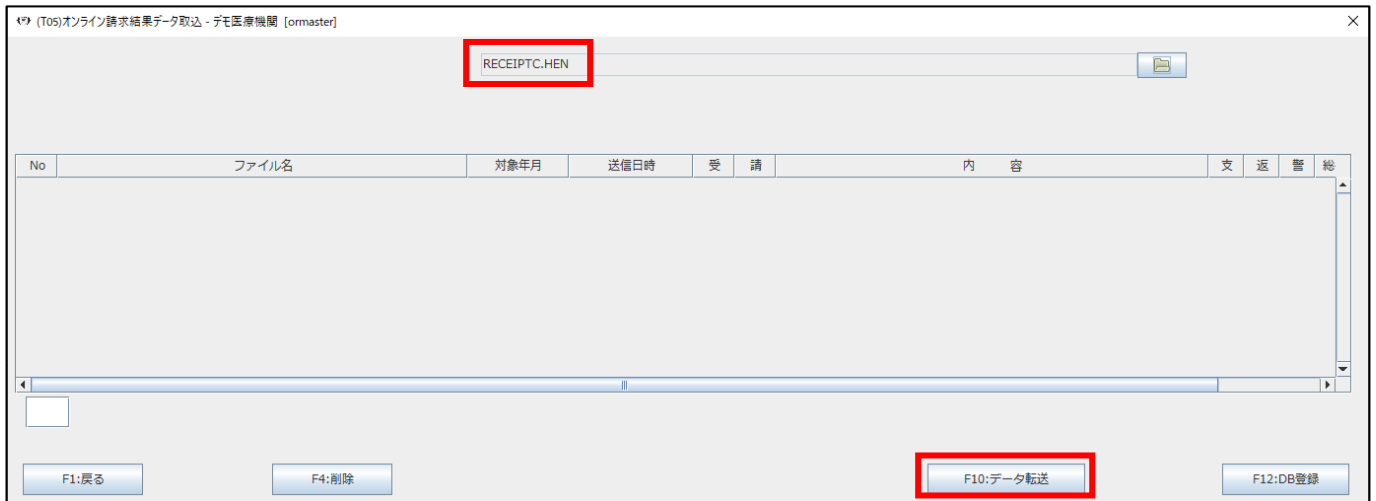 (T05)オンライン請求結果データ取込 - デモ医療機関 [ormaster]
RECEIPTC.HEN
No ファイル名 対象年月 送信日時 受 請 内 容 支 返 警 総
F1:戻る F4:削除 F10:データ転送 F12:DB登録